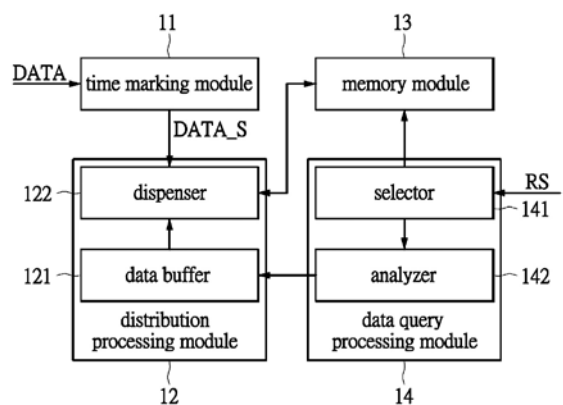 11
13
DATA
time marking module
memory module
DATA_S
122
dispenser
selector
RS
141
121
data buffer
analyzer
142
distribution
processing module
data query
processing module
12
14